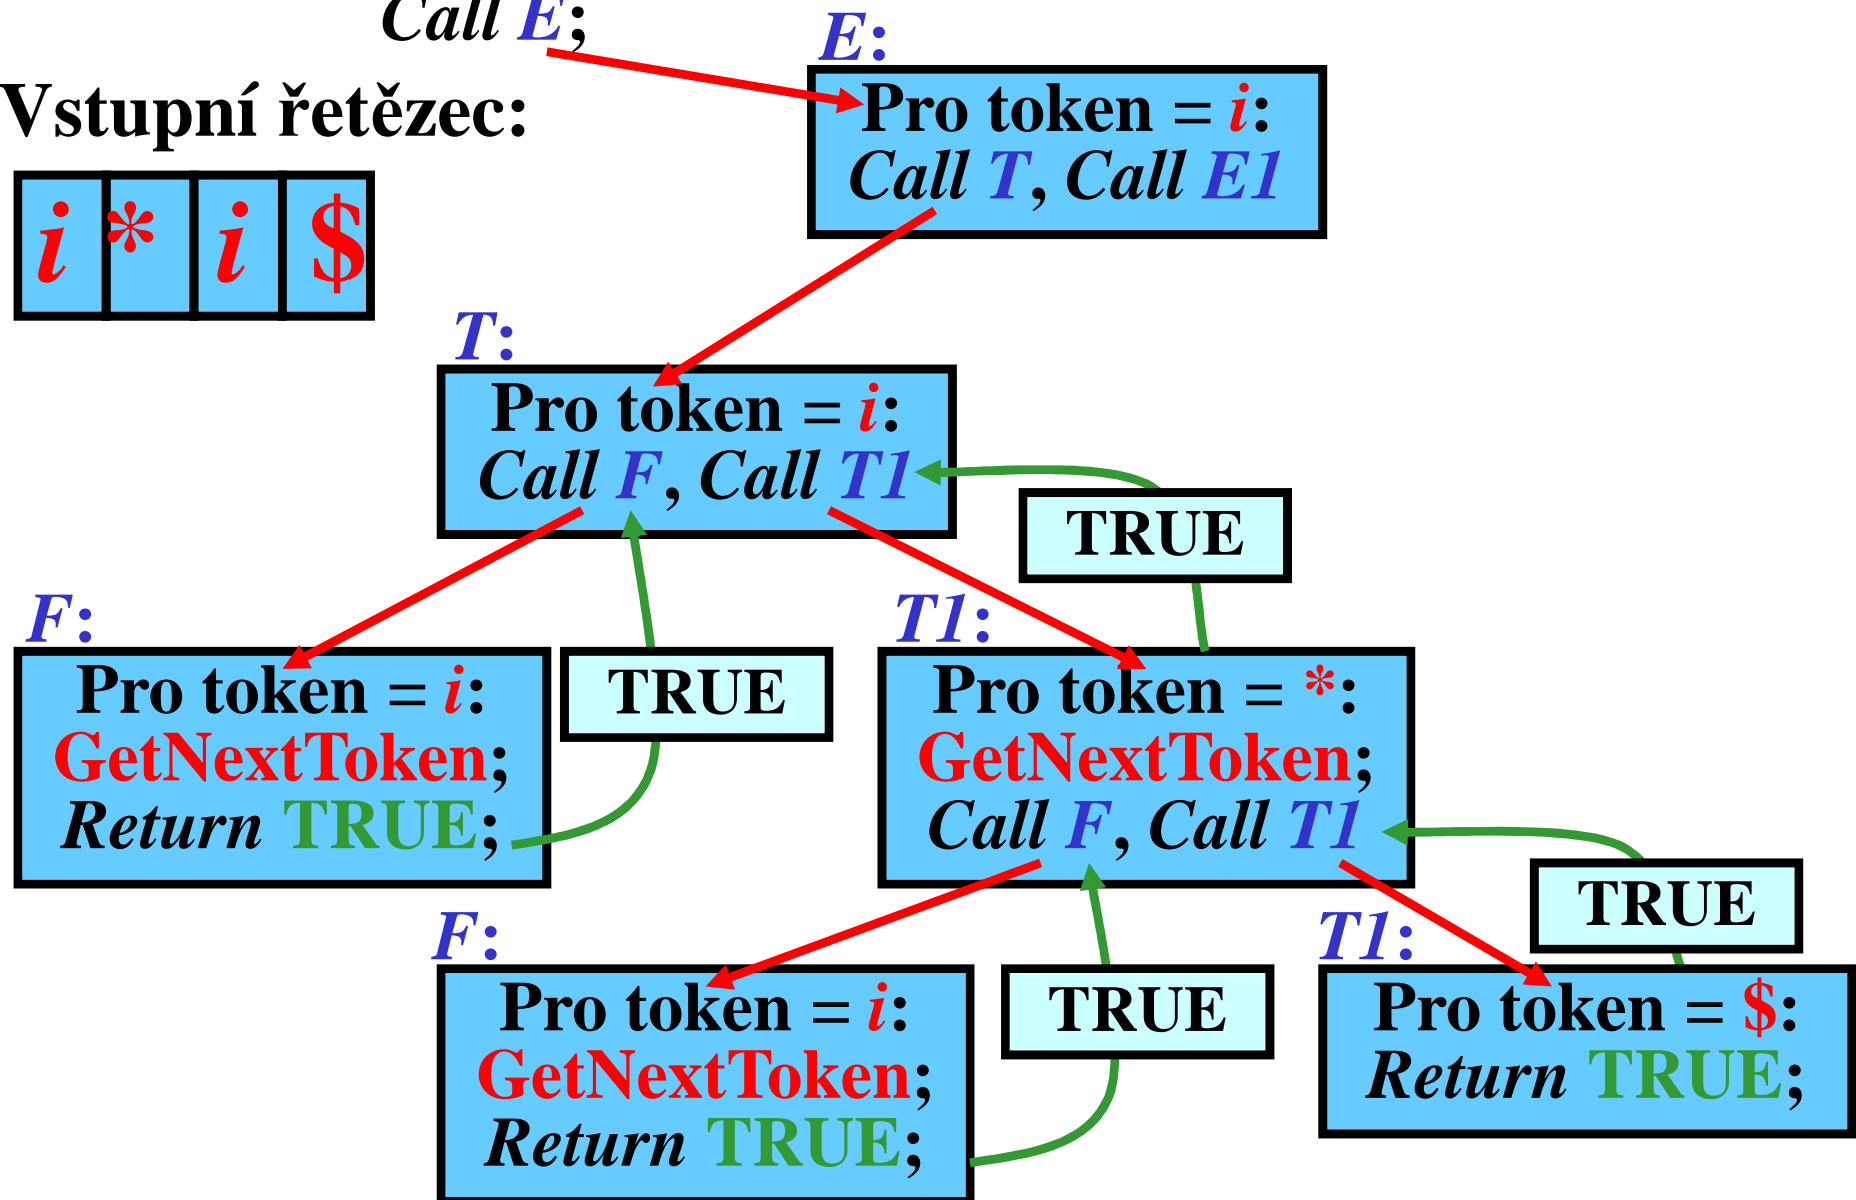 Call E;
E:
Vstupní řetězec:
Pro token = i:
Call T, Call E1
i * i $
T:
Pro token = i:
Call F, Call T1
TRUE
F:
Pro token = i:
GetNextToken;
Return TRUE;
TRUE
T1:
Pro token = *:
GetNextToken;
Call F, Call T1
TRUE
F:
Pro token = i:
GetNextToken;
Return TRUE;
TRUE
T1:
Pro token = $:
Return TRUE;